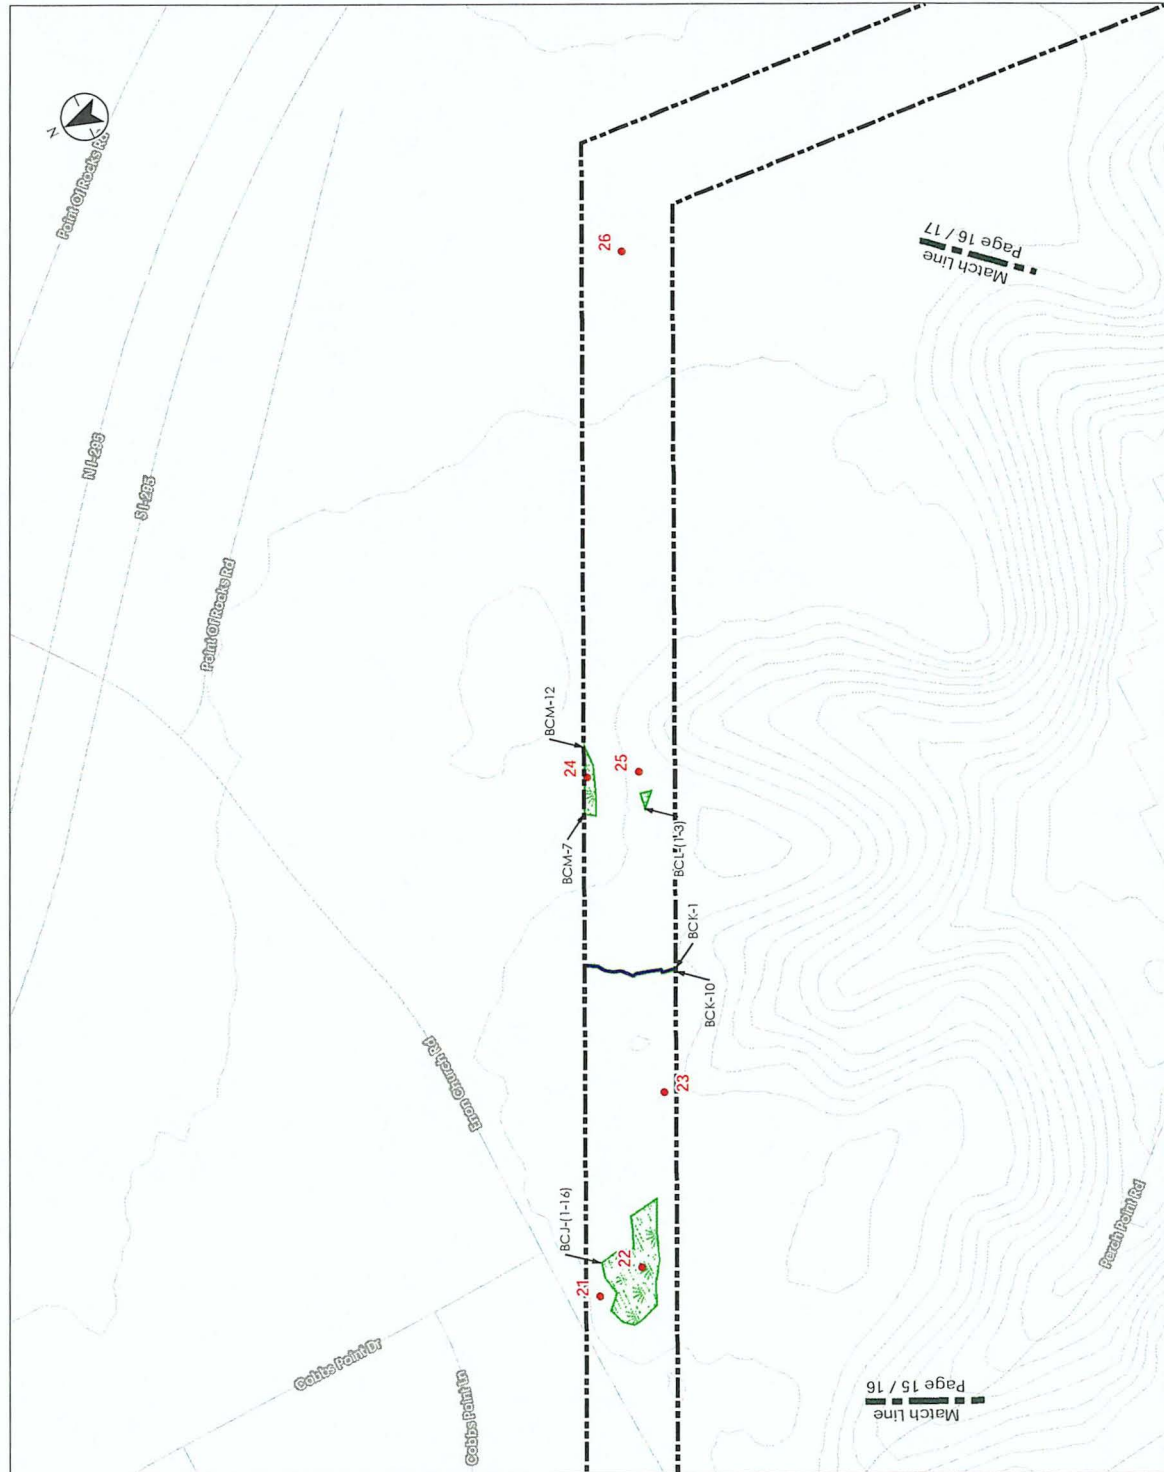 N
Point Of Rocks Rd
N I-295
S I-295
Point Of Rocks Rd
26
Match Line
Page 16 / 17
BCM-12
24
25
BCM-7
BCL-(1-3)
BCK-1
BCK-10
Enon Church Rd
23
BCJ-(1-16)
22
21
Cobbs Point Dr
Cobbs Point Ln
Perch Point Rd
Match Line
Page 15 / 16